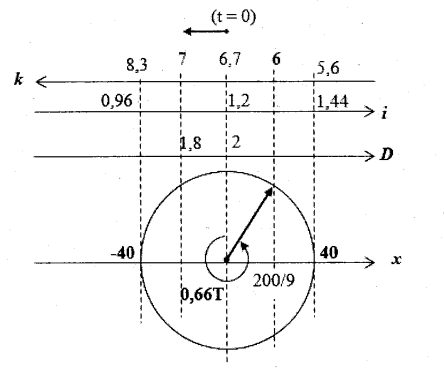 (t = 0)
8,3 7 6,7 6 5,6
k
0,96 1,2 1,44 i
1,8 2 D
-40 40 x
0,66T 200/9